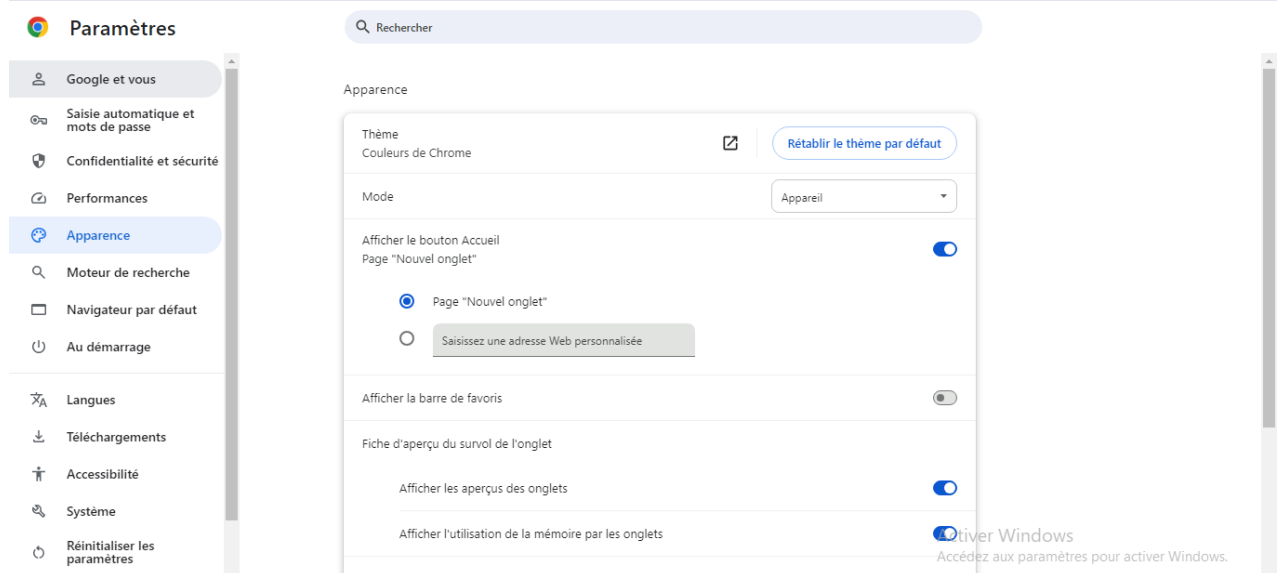 Paramètres
Rechercher
Google et vous
Saisie automatique et
mots de passe
Confidentialité et sécurité
Performances
Apparence
Moteur de recherche
Navigateur par défaut
Au démarrage
Langues
Téléchargements
Accessibilité
Système
Réinitialiser les
paramètres
Apparence
Thème
Couleurs de Chrome
Rétablir le thème par défaut
Mode
Appareil
Afficher le bouton Accueil
Page "Nouvel onglet"
Page "Nouvel onglet"
Saisissez une adresse Web personnalisée
Afficher la barre de favoris
Fiche d'aperçu du survol de l'onglet
Afficher les aperçus des onglets
Afficher l'utilisation de la mémoire par les onglets
Activer Windows
Accédez aux paramètres pour activer Windows.